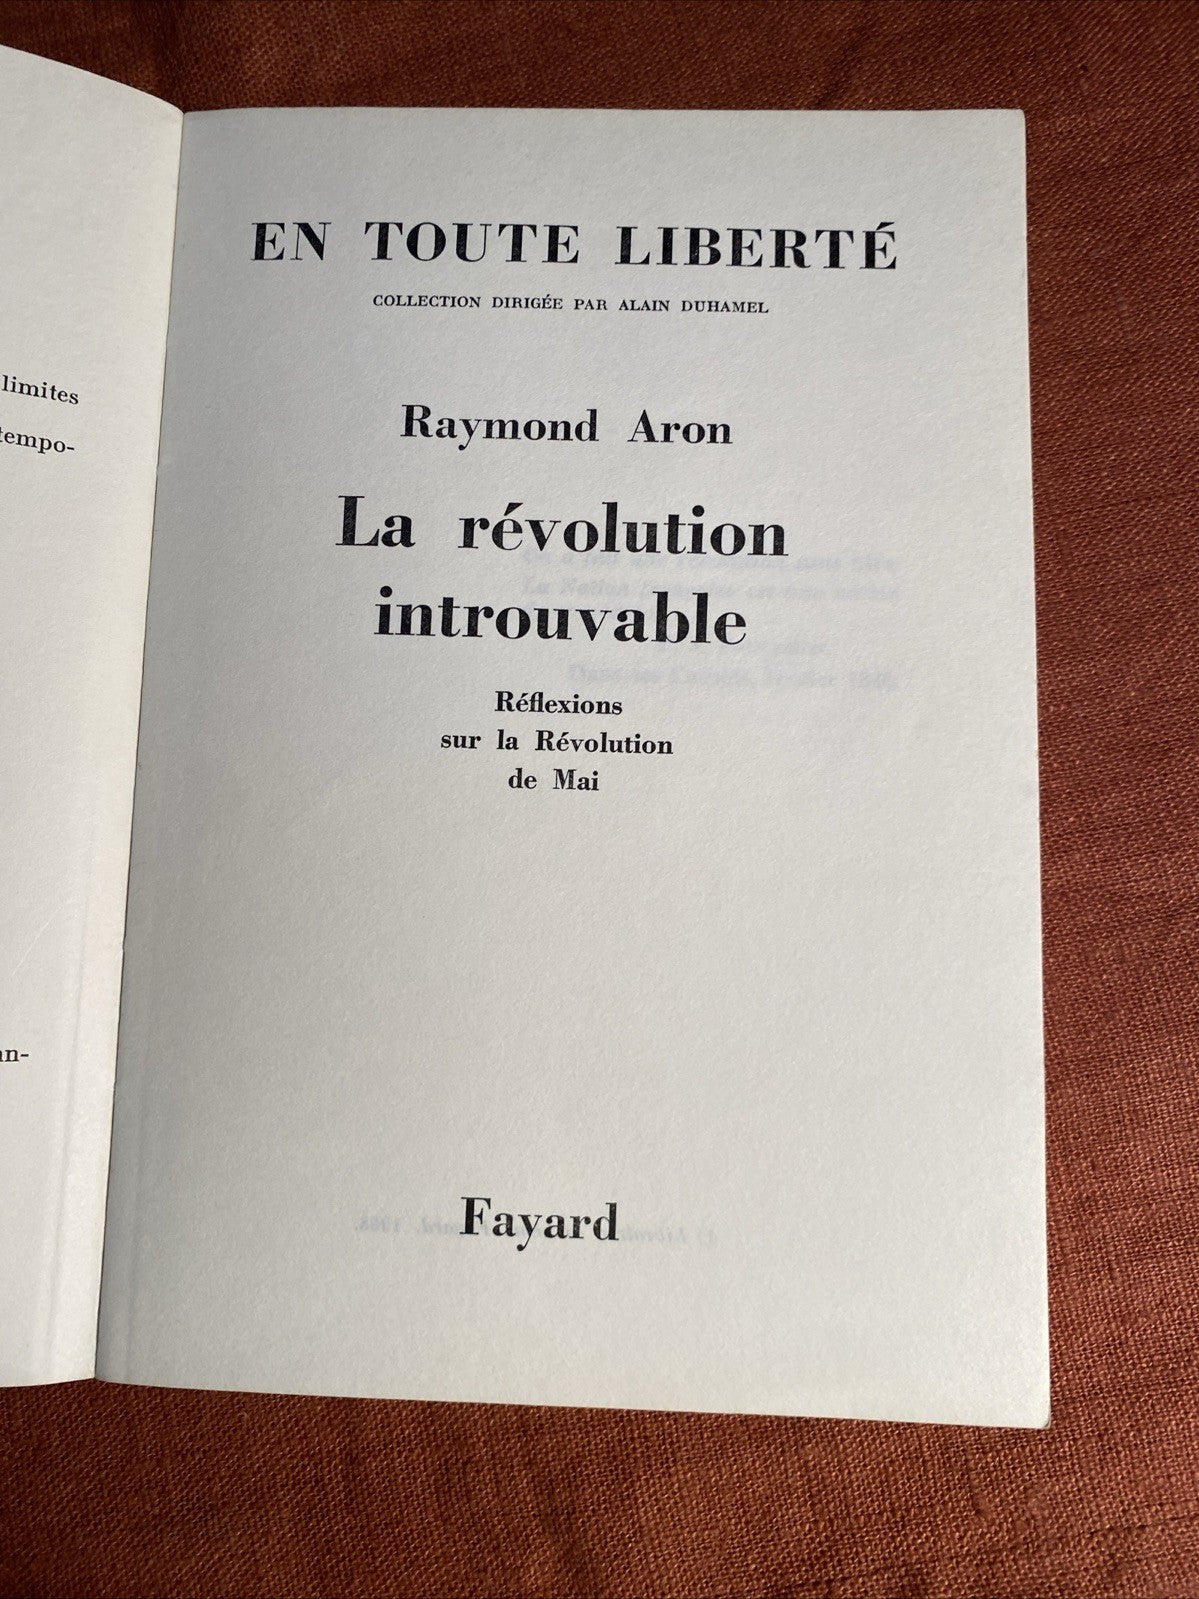 limites
tempo-
an-
EN TOUTE LIBERTÉ
COLLECTION DIRIGÉE PAR ALAIN DUHAMEL
Raymond Aron
La révolution
introuvable
Réflexions
sur la Révolution
de Mai
Fayard